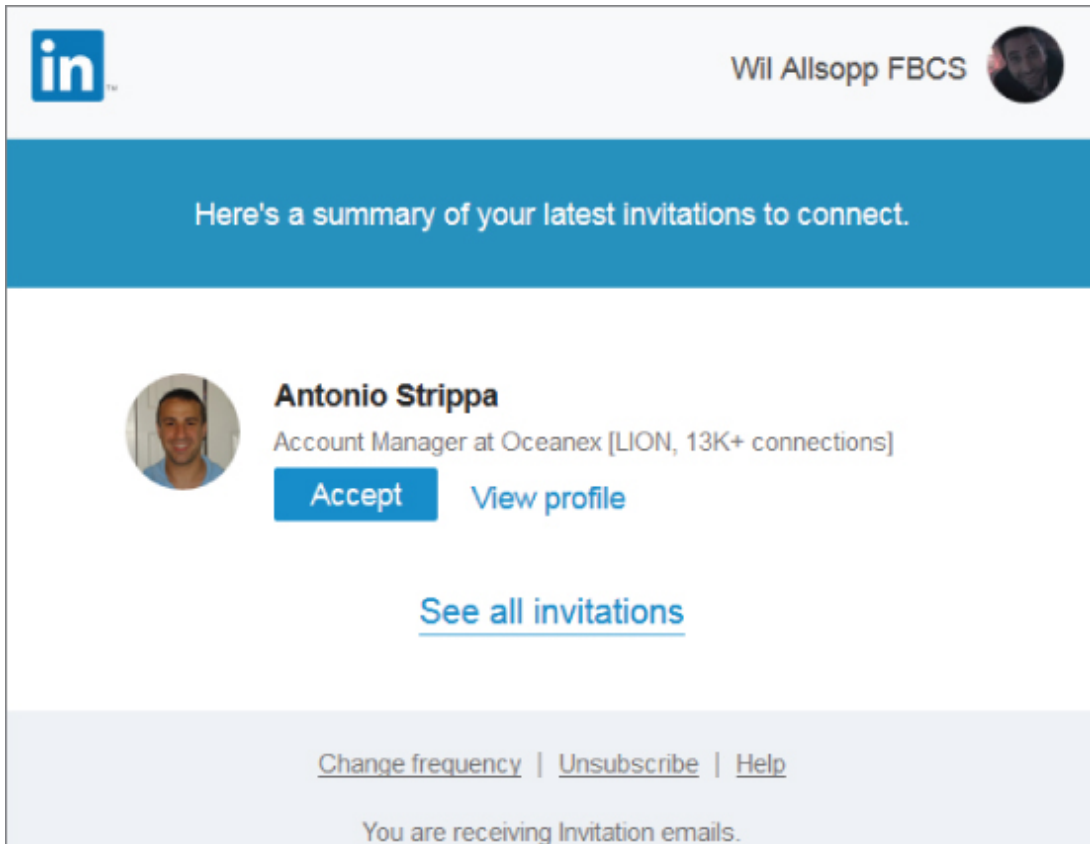 in
TM
Wil Allsopp FBCS
Here's a summary of your latest invitations to connect.
Antonio Strippa
Account Manager at Oceanex [LION, 13K+ connections]
Accept View profile
See all invitations
Change frequency | Unsubscribe | Help
You are receiving Invitation emails.